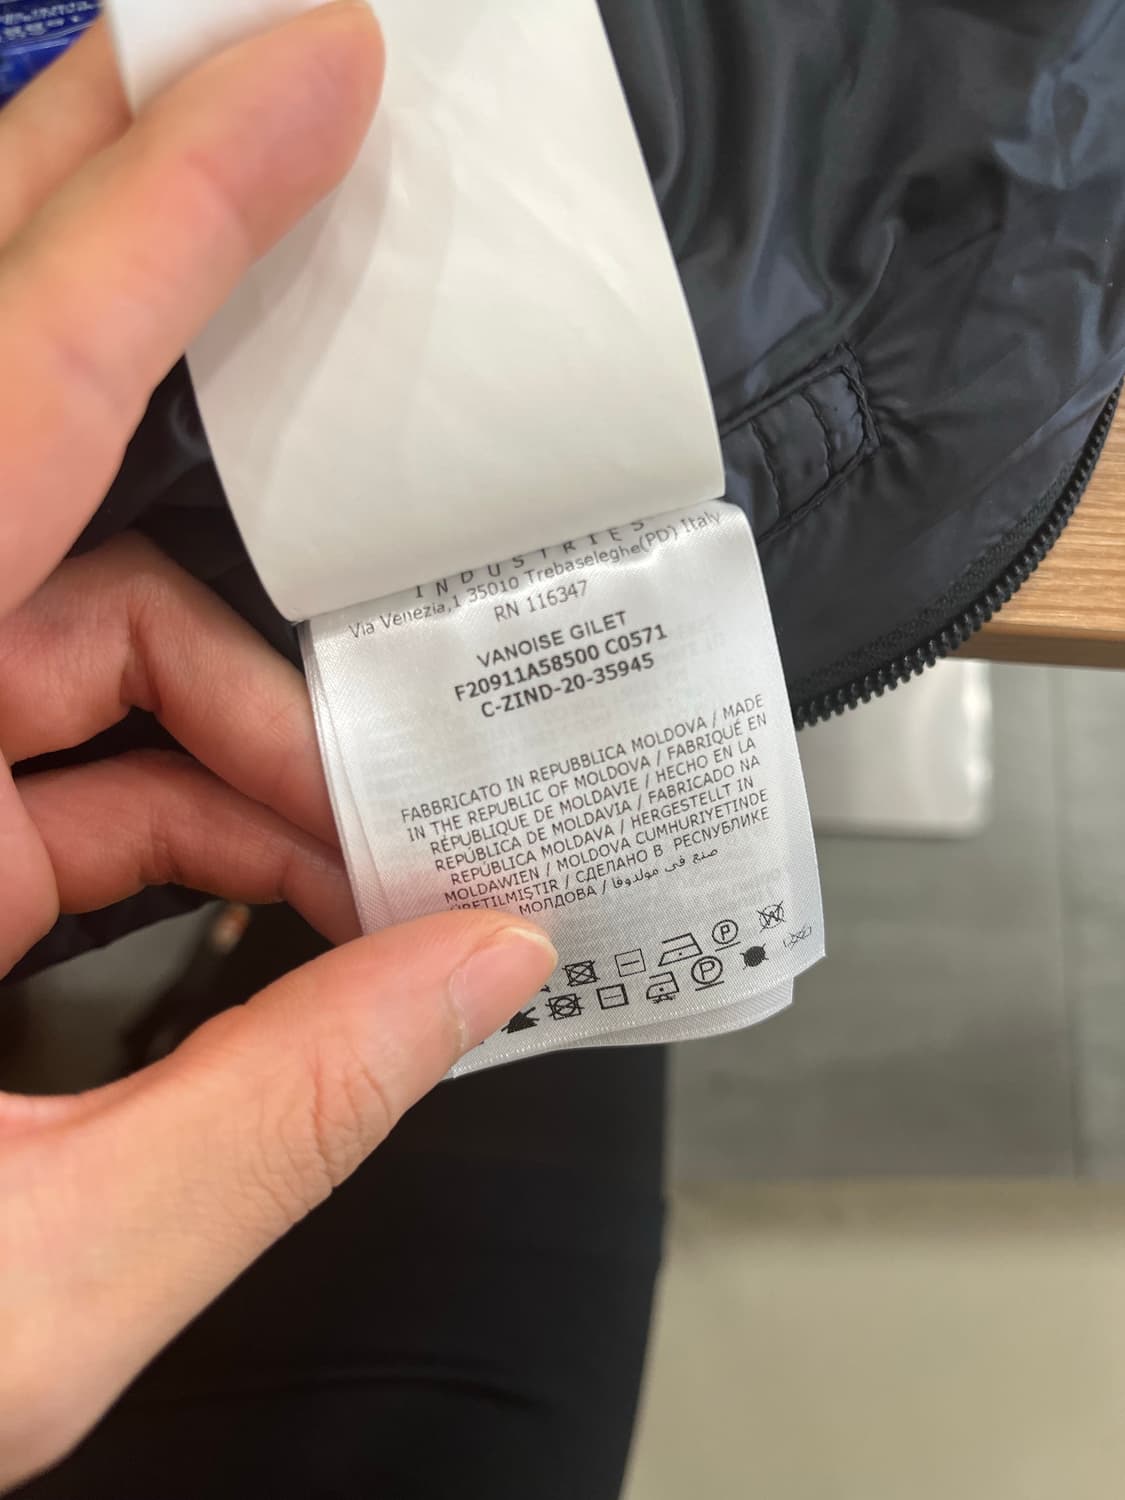 INDUSTRIES
Via Venezia,1 35010 Trebaseleghe(PD) Italy
RN 116347
VANOISE GILET
F20911A58500 C0571
C-ZIND-20-35945
FABBRICATO IN REPUBBLICA MOLDOVA / MADE
IN THE REPUBLIC OF MOLDOVA / FABRIQUÉ EN
RÉPUBLIQUE DE MOLDAVIE / HECHO EN LA
REPÚBLICA DE MOLDAVIA / FABRICADO NA
REPÚBLICA MOLDAVA / HERGESTELLT IN
MOLDAWIEN / MOLDOVA CUMHURIYETINDE
ÜRETILMIŞTIR / СДЕЛАНО В РЕСПУБЛИКЕ
МОЛДОВА / صنع في مولدوفا
P W
P